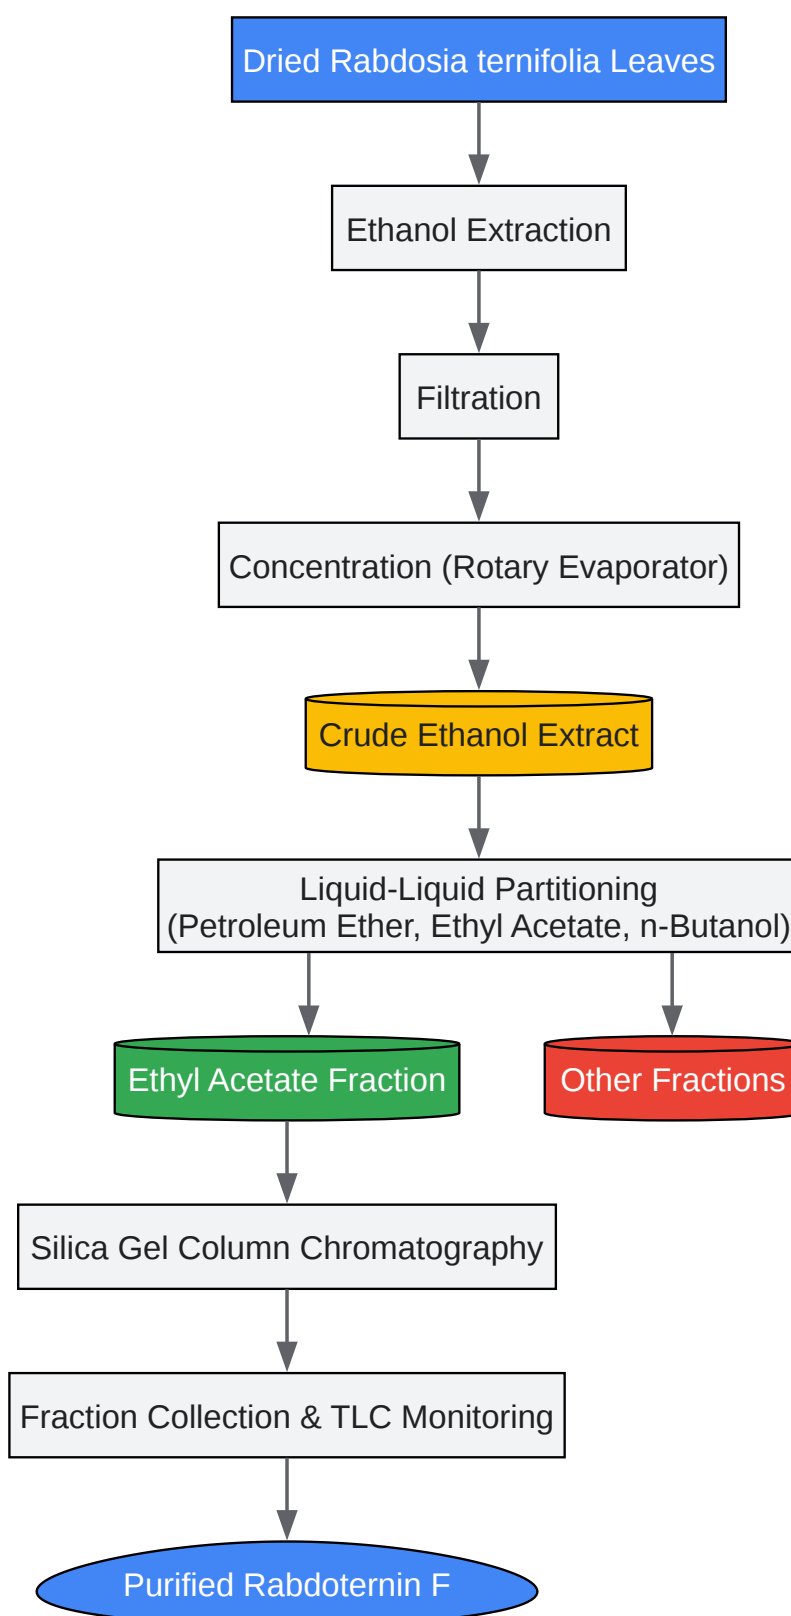 Dried Rabdosia ternifolia Leaves
Ethanol Extraction
Filtration
Concentration (Rotary Evaporator)
Crude Ethanol Extract
Liquid-Liquid Partitioning
(Petroleum Ether, Ethyl Acetate, n-Butanol)
Ethyl Acetate Fraction
Other Fractions
Silica Gel Column Chromatography
Fraction Collection & TLC Monitoring
Purified Rabdoternin F